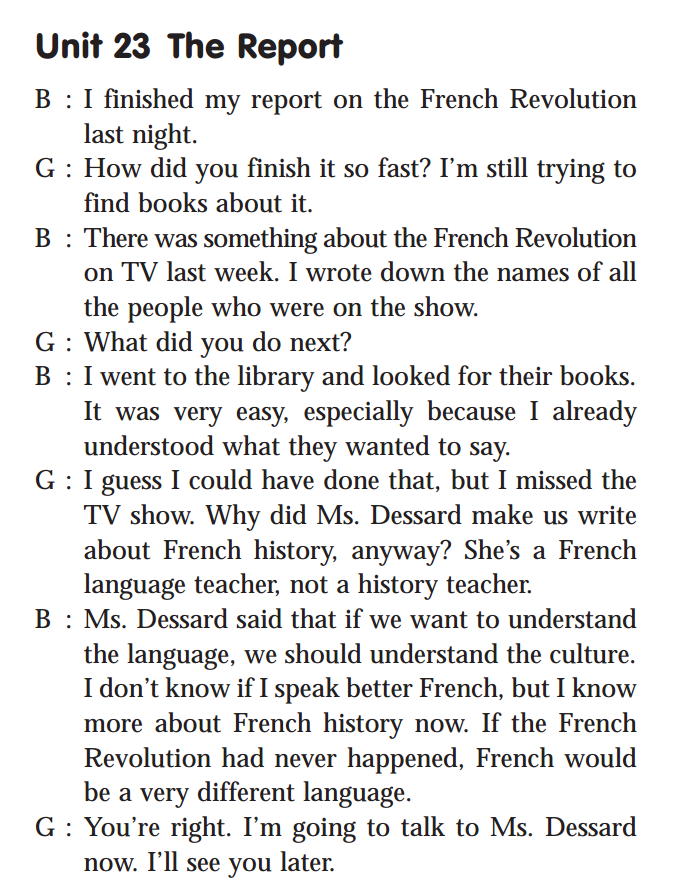 Unit 23 The Report
B : I finished my report on the French Revolution
last night.
G : How did you finish it so fast? I'm still trying to
find books about it.
B : There was something about the French Revolution
on TV last week. I wrote down the names of all
the people who were on the show.
G : What did you do next?
B : I went to the library and looked for their books.
It was very easy, especially because I already
understood what they wanted to say.
G : I guess I could have done that, but I missed the
TV show. Why did Ms. Dessard make us write
about French history, anyway? She's a French
language teacher, not a history teacher.
B : Ms. Dessard said that if we want to understand
the language, we should understand the culture.
I don't know if I speak better French, but I know
more about French history now. If the French
Revolution had never happened, French would
be a very different language.
G : You're right. I'm going to talk to Ms. Dessard
now. I'll see you later.